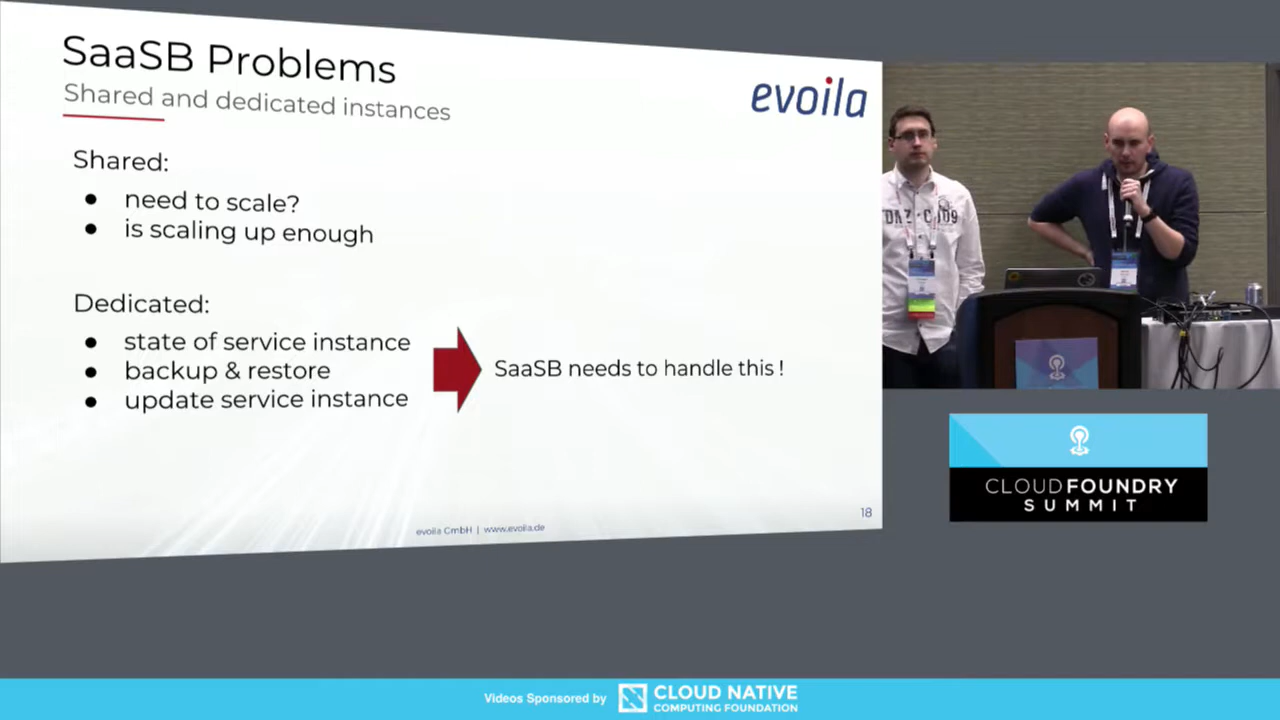 SaaSB Problems
Shared and dedicated instances
evoila
Shared:
● need to scale?
● is scaling up enough
Dedicated:
● state of service instance
● backup & restore
● update service instance
SaaSB needs to handle this !
evoila GmbH | www.evoila.de
18
CLOUD FOUNDRY
SUMMIT
Videos Sponsored by
CLOUD NATIVE
COMPUTING FOUNDATION